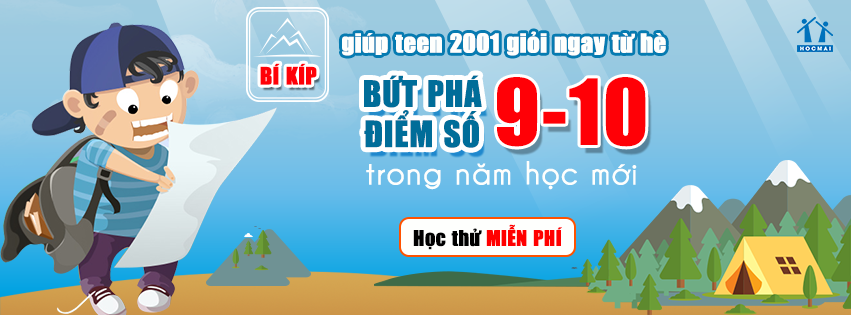 BÍ KÍP
giúp teen 2001 giỏi ngay từ hè
BỨT PHÁ
ĐIỂM SỐ
9-10
trong năm học mới
Học thử MIỄN PHÍ
HOCMAI